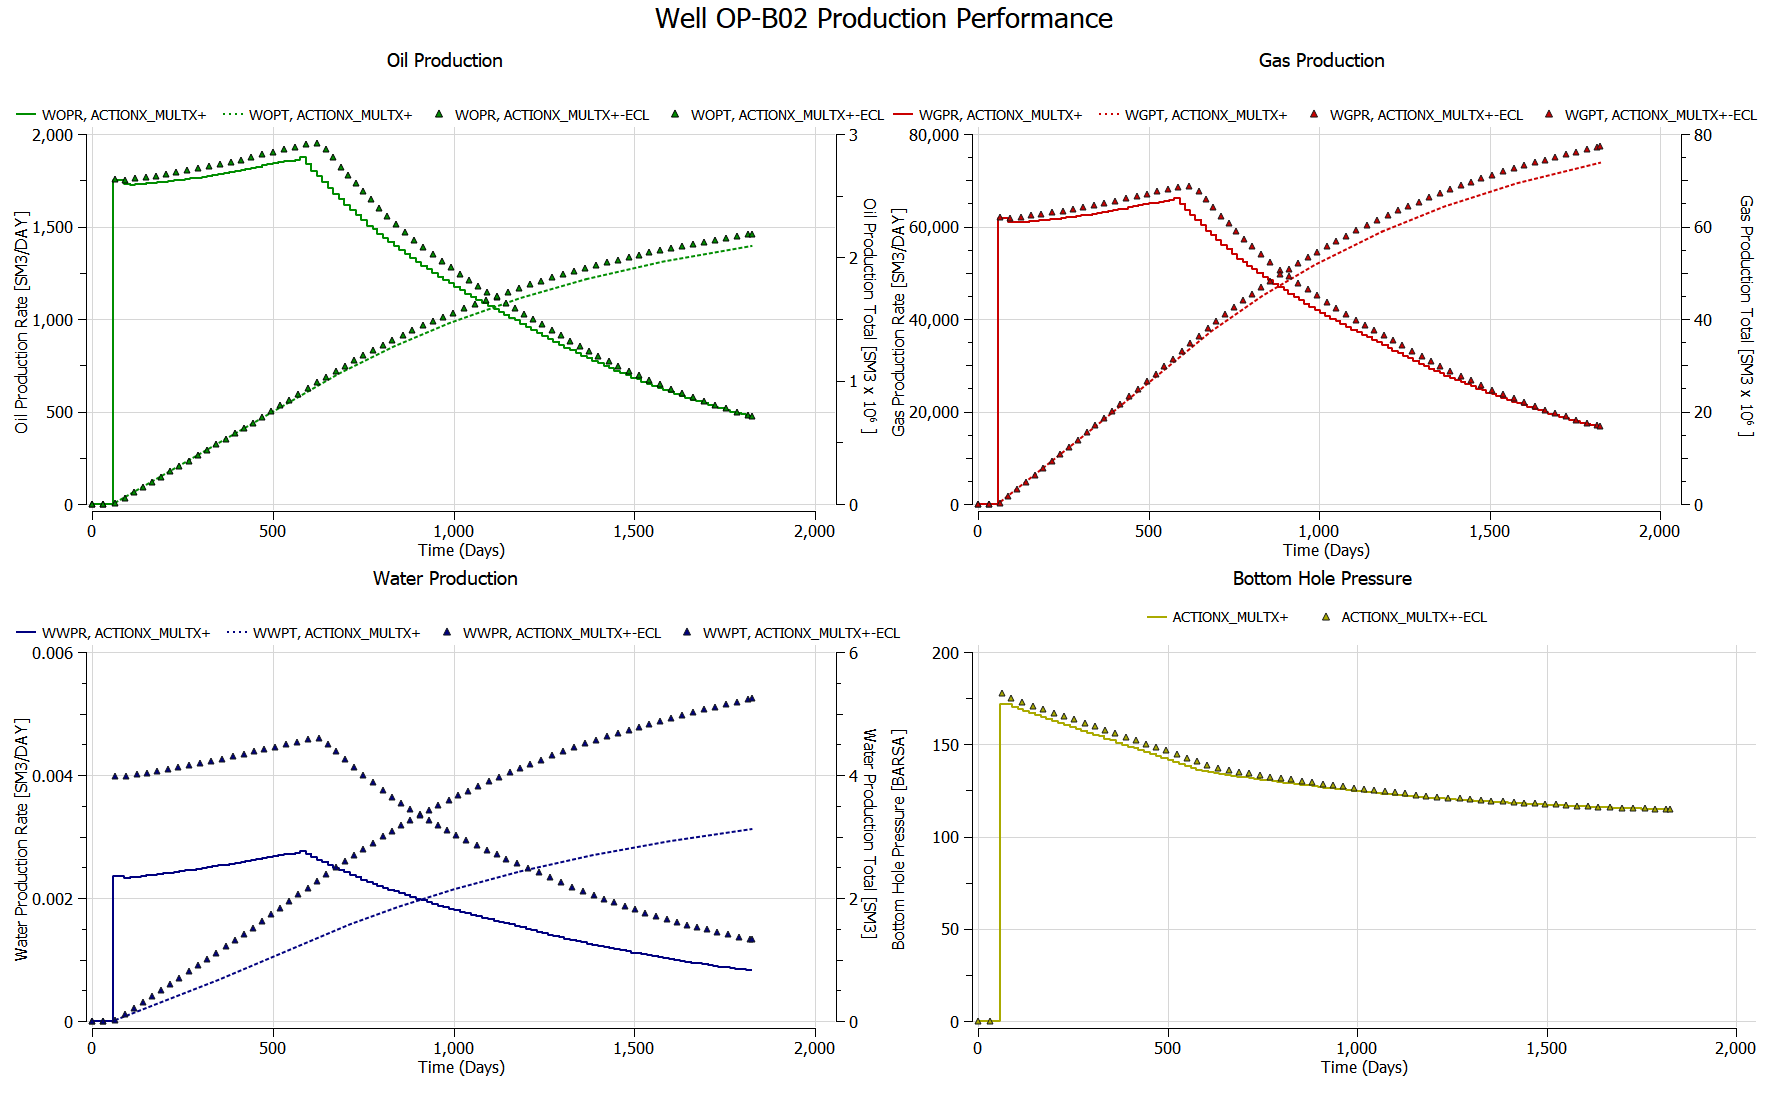 Well OP-B02 Production Performance
Oil Production
WOPR, ACTIONX_MULTX+ WOPT, ACTIONX_MULTX+ WOPR, ACTIONX_MULTX+-ECL WOPT, ACTIONX_MULTX+-ECL
2,000
1,500
1,000
500
0
Oil Production Rate [SM3/DAY]
3
2
1
0
Oil Production Total [SM3 x 10⁶ ]
0 500 1,000 1,500 2,000
Time (Days)
Gas Production
WGPR, ACTIONX_MULTX+ WGPT, ACTIONX_MULTX+ WGPR, ACTIONX_MULTX+-ECL WGPT, ACTIONX_MULTX+-ECL
80,000
60,000
40,000
20,000
0
Gas Production Rate [SM3/DAY]
80
60
40
20
0
Gas Production Total [SM3 x 10⁶ ]
0 500 1,000 1,500 2,000
Time (Days)
Water Production
WWPR, ACTIONX_MULTX+ WWPT, ACTIONX_MULTX+ WWPR, ACTIONX_MULTX+-ECL WWPT, ACTIONX_MULTX+-ECL
0.006
0.004
0.002
0
Water Production Rate [SM3/DAY]
6
4
2
0
Water Production Total [SM3]
0 500 1,000 1,500 2,000
Time (Days)
Bottom Hole Pressure
ACTIONX_MULTX+ ACTIONX_MULTX+-ECL
200
150
100
50
0
Bottom Hole Pressure [BARSA]
0 500 1,000 1,500 2,000
Time (Days)